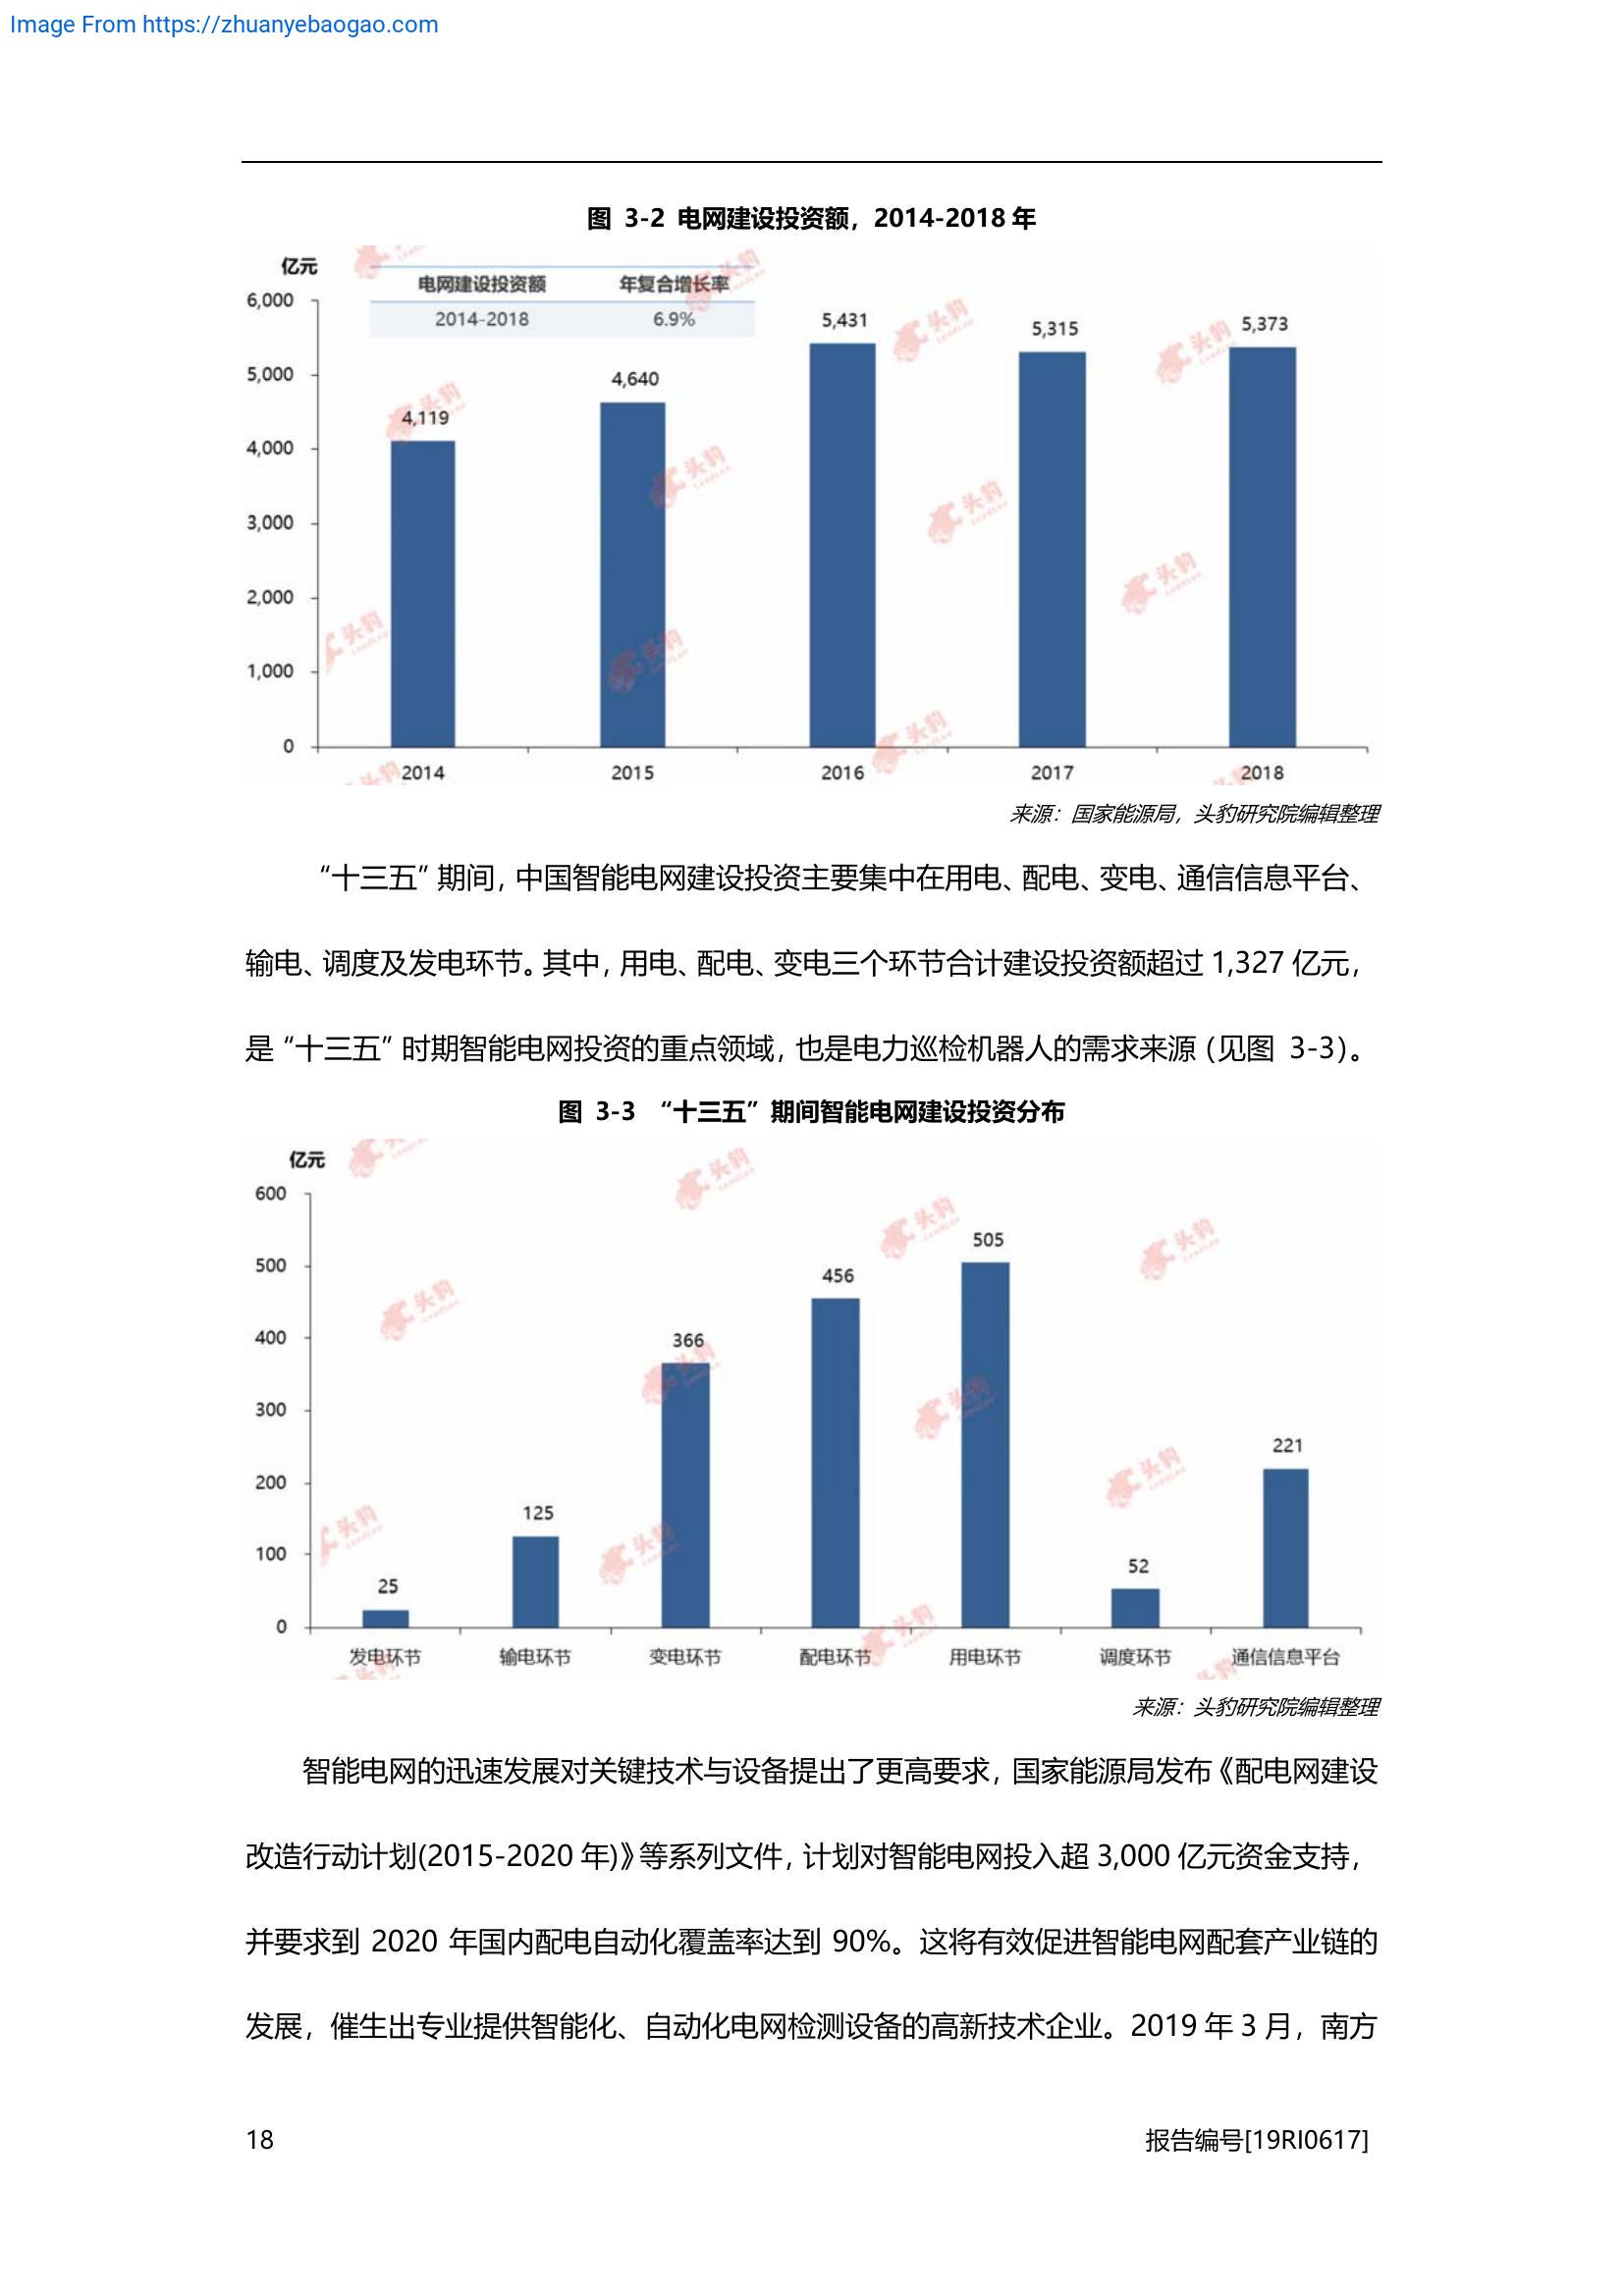 Image From https://zhuanyebaogao.com
图 3-2 电网建设投资额，2014-2018 年
亿元
电网建设投资额 年复合增长率
2014-2018 6.9%
6,000
5,000
4,000
3,000
2,000
1,000
0
4,119
4,640
5,431
5,315
5,373
2014 2015 2016 2017 2018
来源：国家能源局，头豹研究院编辑整理
“十三五”期间，中国智能电网建设投资主要集中在用电、配电、变电、通信信息平台、
输电、调度及发电环节。其中，用电、配电、变电三个环节合计建设投资额超过 1,327 亿元，
是“十三五”时期智能电网投资的重点领域，也是电力巡检机器人的需求来源（见图 3-3）。
图 3-3 “十三五”期间智能电网建设投资分布
亿元
600
500
400
300
200
100
0
25
125
366
456
505
52
221
发电环节 输电环节 变电环节 配电环节 用电环节 调度环节 通信信息平台
来源：头豹研究院编辑整理
智能电网的迅速发展对关键技术与设备提出了更高要求，国家能源局发布《配电网建设
改造行动计划(2015-2020 年)》等系列文件，计划对智能电网投入超 3,000 亿元资金支持，
并要求到 2020 年国内配电自动化覆盖率达到 90%。这将有效促进智能电网配套产业链的
发展，催生出专业提供智能化、自动化电网检测设备的高新技术企业。2019 年 3 月，南方
18 报告编号[19RI0617]
头豹